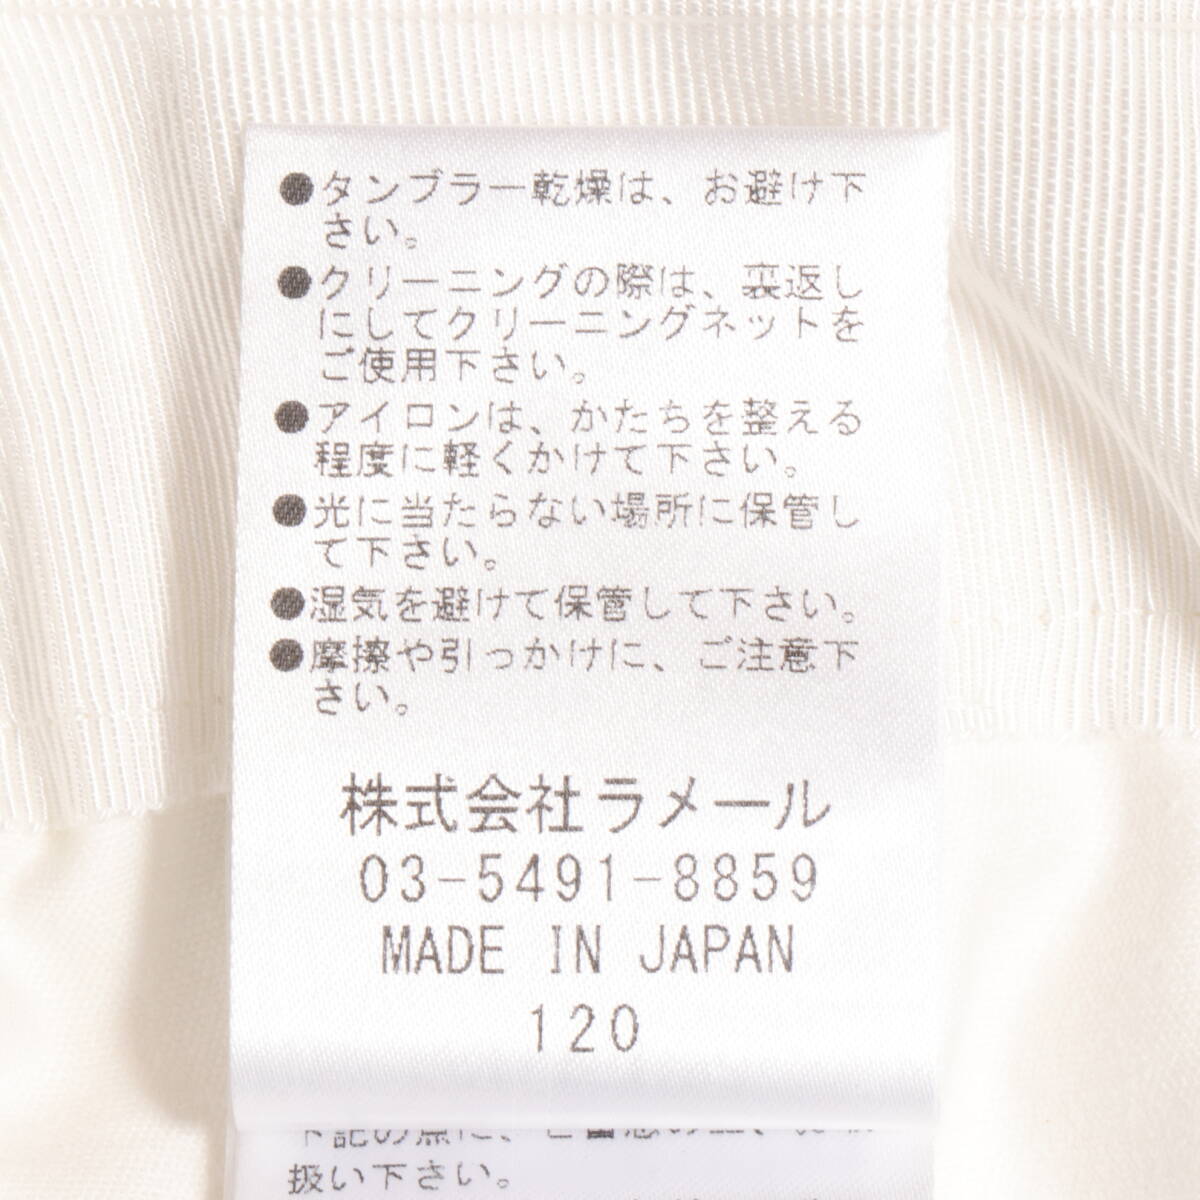 ●タンブラー乾燥は、お避け下
さい。
●クリーニングの際は、裏返し
にしてクリーニングネットを
ご使用下さい。
●アイロンは、かたちを整える
程度に軽くかけて下さい。
●光に当たらない場所に保管し
て下さい。
●湿気を避けて保管して下さい。
●摩擦や引っかけに、ご注意下
さい。
株式会社ラメール
03-5491-8859
MADE IN JAPAN
120
下記の点に、
扱い下さい。